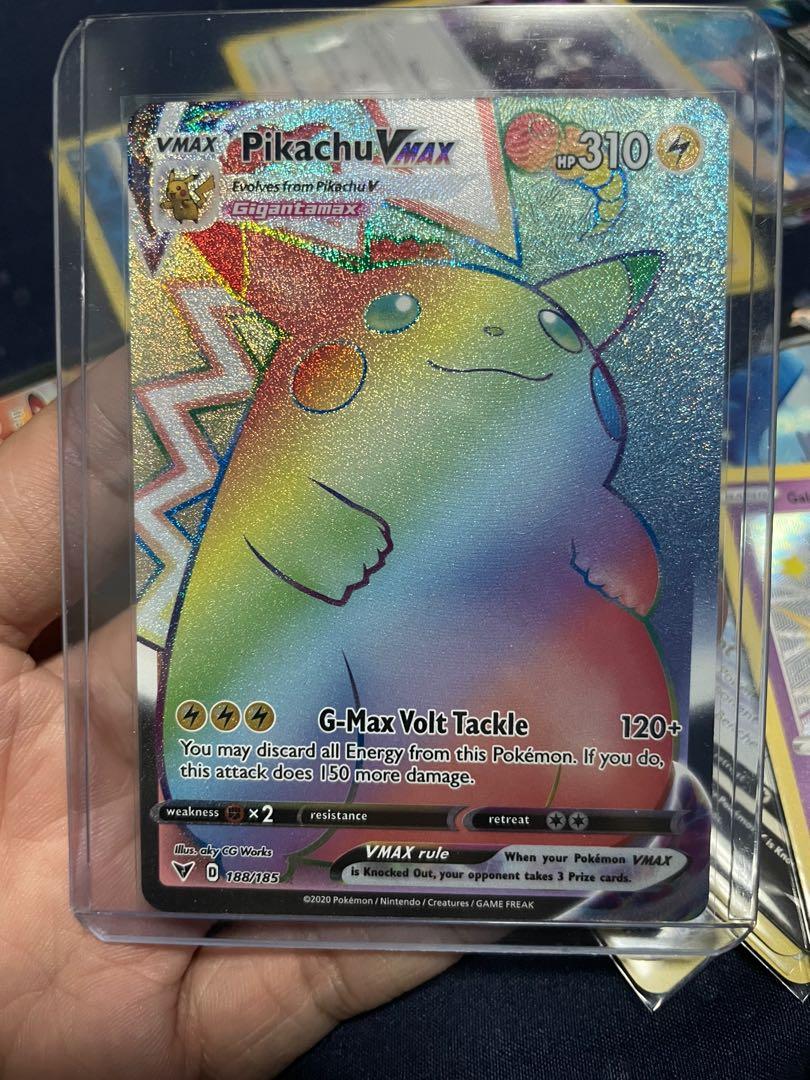 VMAX Pikachu VMAX HP 310
Evolves from Pikachu V
Gigantamax
G-Max Volt Tackle 120+
You may discard all Energy from this Pokémon. If you do,
this attack does 150 more damage.
weakness ×2 resistance retreat
Illus. aky CG Works
VMAX rule When your Pokémon VMAX
is Knocked Out, your opponent takes 3 Prize cards.
D 188/185
©2020 Pokémon / Nintendo / Creatures / GAME FREAK